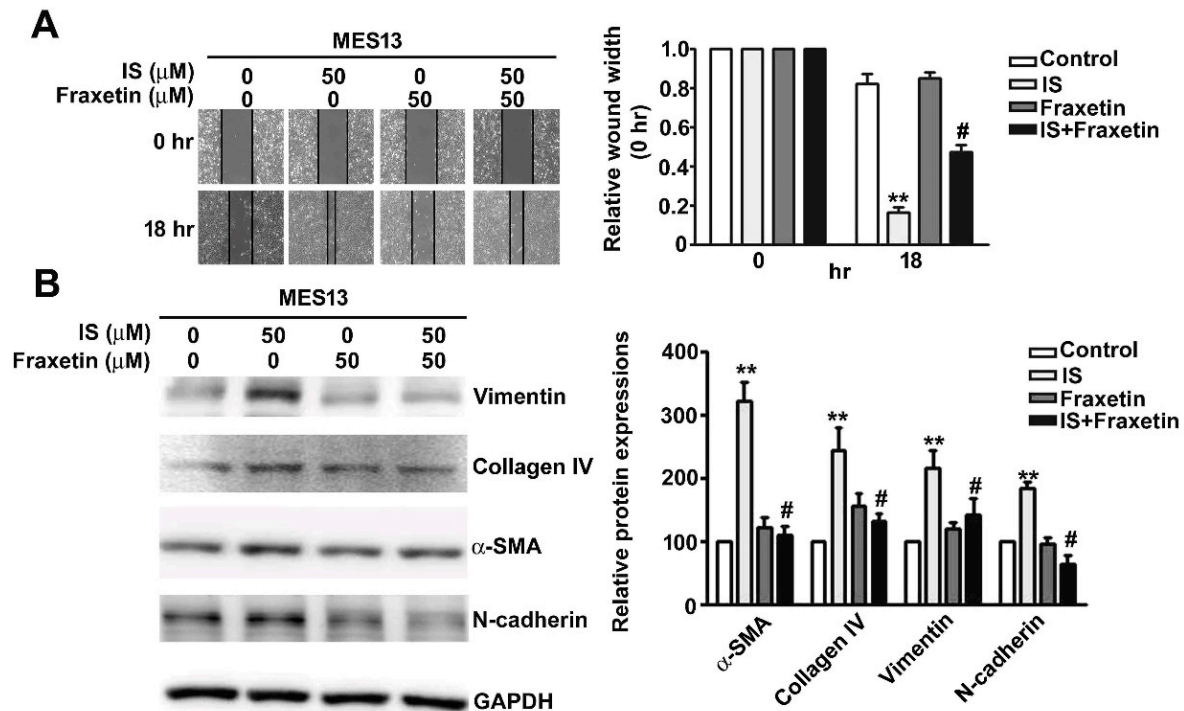 A
MES13
IS (μM) 0 50 0 50
Fraxetin (μM) 0 0 50 50
0 hr
18 hr
Relative wound width
(0 hr)
1.0
0.8
0.6
0.4
0.2
0
**
#
0 18
hr
Control
IS
Fraxetin
IS+Fraxetin
B
MES13
IS (μM) 0 50 0 50
Fraxetin (μM) 0 0 50 50
Vimentin
Collagen IV
α-SMA
N-cadherin
GAPDH
Relative protein expressions
400
300
200
100
0
** # ** # ** # ** #
α-SMA
Collagen IV
Vimentin
N-cadherin
Control
IS
Fraxetin
IS+Fraxetin